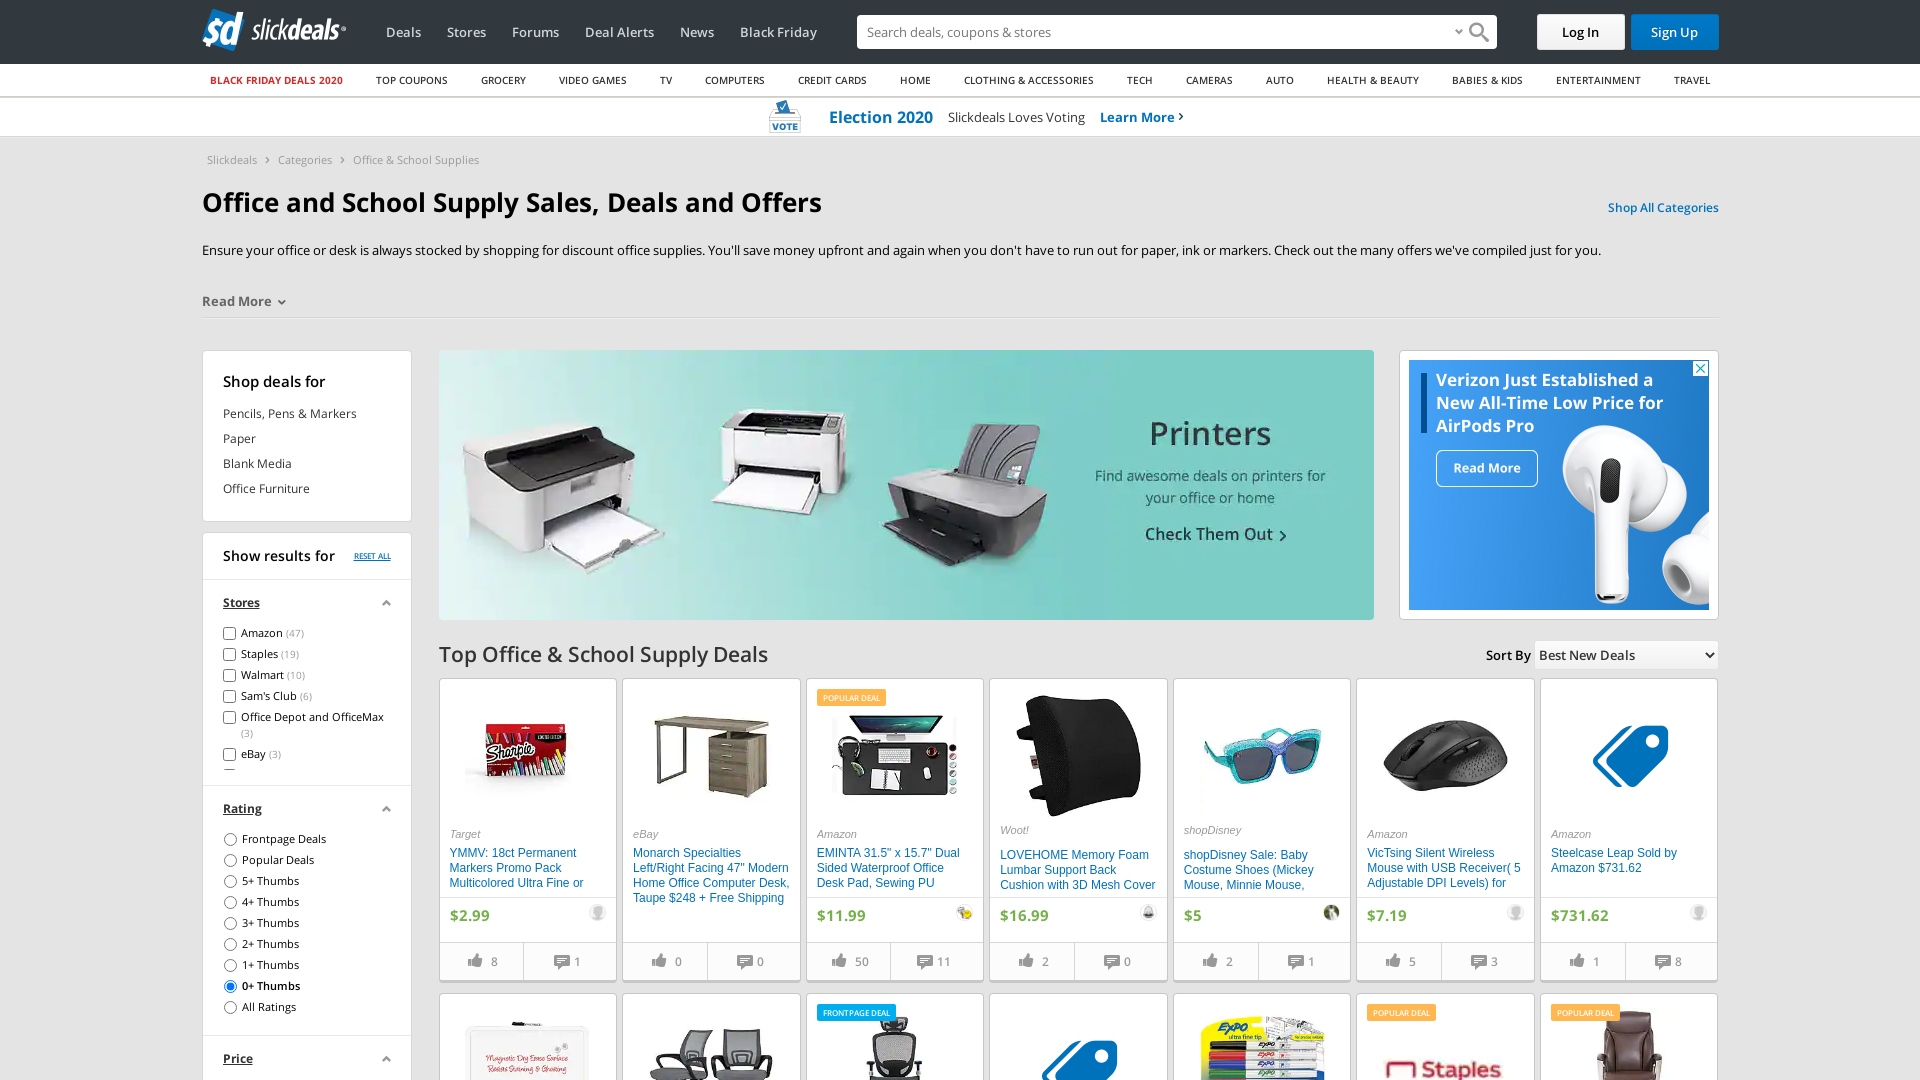 sd slickdeals
Deals
Stores
Forums
Deal Alerts
News
Black Friday
Search deals, coupons & stores
Log In
Sign Up
BLACK FRIDAY DEALS 2020
TOP COUPONS
GROCERY
VIDEO GAMES
TV
COMPUTERS
CREDIT CARDS
HOME
CLOTHING & ACCESSORIES
TECH
CAMERAS
AUTO
HEALTH & BEAUTY
BABIES & KIDS
ENTERTAINMENT
TRAVEL
VOTE
Election 2020 Slickdeals Loves Voting Learn More
Slickdeals > Categories > Office & School Supplies
Office and School Supply Sales, Deals and Offers
Shop All Categories
Ensure your office or desk is always stocked by shopping for discount office supplies. You'll save money upfront and again when you don't have to run out for paper, ink or markers. Check out the many offers we've compiled just for you.
Read More
Shop deals for
Pencils, Pens & Markers
Paper
Blank Media
Office Furniture
Show results for
RESET ALL
Stores
Amazon (47)
Staples (19)
Walmart (10)
Sam's Club (6)
Office Depot and OfficeMax
(3)
eBay (3)
Rating
Frontpage Deals
Popular Deals
5+ Thumbs
4+ Thumbs
3+ Thumbs
2+ Thumbs
1+ Thumbs
0+ Thumbs
All Ratings
Price
Printers
Find awesome deals on printers for
your office or home
Check Them Out >
Verizon Just Established a
New All-Time Low Price for
AirPods Pro
Read More
Top Office & School Supply Deals
Sort By Best New Deals
Sharpie
Target
YMMV: 18ct Permanent
Markers Promo Pack
Multicolored Ultra Fine or
$2.99
8
1
eBay
Monarch Specialties
Left/Right Facing 47" Modern
Home Office Computer Desk,
Taupe $248 + Free Shipping
0
0
POPULAR DEAL
Amazon
EMINTA 31.5" x 15.7" Dual
Sided Waterproof Office
Desk Pad, Sewing PU
$11.99
50
11
Woot!
LOVEHOME Memory Foam
Lumbar Support Back
Cushion with 3D Mesh Cover
$16.99
2
0
shopDisney
shopDisney Sale: Baby
Costume Shoes (Mickey
Mouse, Minnie Mouse,
$5
2
1
Amazon
VicTsing Silent Wireless
Mouse with USB Receiver( 5
Adjustable DPI Levels) for
$7.19
5
3
Amazon
Steelcase Leap Sold by
Amazon $731.62
$731.62
1
8
Magnetic Dry Erase Surface
Resists Staining & Ghosting
FRONTPAGE DEAL
EXPO
ultra fine tip
EXPO
EXPO
EXPO
POPULAR DEAL
Staples
POPULAR DEAL